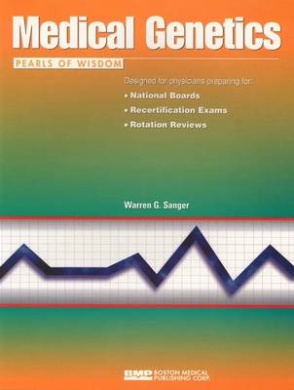 Medical Genetics
PEARLS OF WISDOM
Designed for physicians preparing for:
• National Boards
• Recertification Exams
• Rotation Reviews
Warren G. Sanger
BMP BOSTON MEDICAL
PUBLISHING CORP.